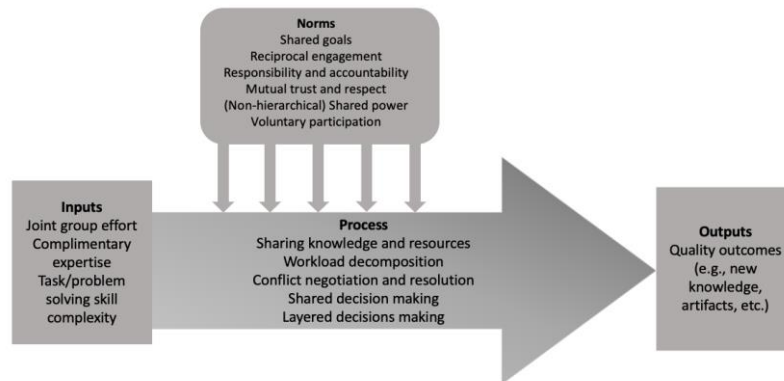 Norms
Shared goals
Reciprocal engagement
Responsibility and accountability
Mutual trust and respect
(Non-hierarchical) Shared power
Voluntary participation
Inputs
Joint group effort
Complimentary
expertise
Task/problem
solving skill
complexity
Process
Sharing knowledge and resources
Workload decomposition
Conflict negotiation and resolution
Shared decision making
Layered decisions making
Outputs
Quality outcomes
(e.g., new
knowledge,
artifacts, etc.)